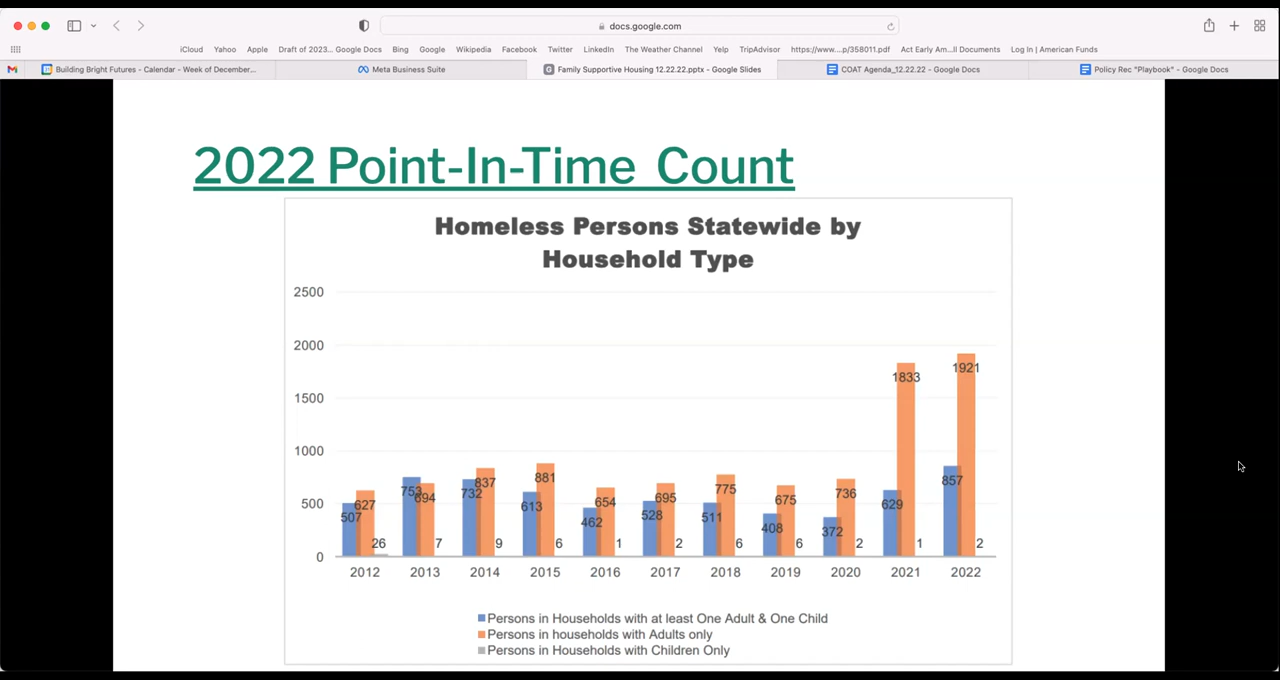 docs.google.com
iCloud Yahoo Apple Draft of 2023... Google Docs Bing Google Wikipedia Facebook Twitter LinkedIn The Weather Channel Yelp TripAdvisor https://www....p/358011.pdf Act Early Am...ll Documents Log In | American Funds
Building Bright Futures - Calendar - Week of December... Meta Business Suite Family Supportive Housing 12.22.22.pptx - Google Slides COAT Agenda_12.22.22 - Google Docs Policy Rec "Playbook" - Google Docs
2022 Point-In-Time Count
Homeless Persons Statewide by
Household Type
2500
2000
1500
1000
500
0
507 627 26
753 694 7
732 837 9
613 881 6
462 654 1
528 695 2
511 775 6
408 675 6
372 736 2
629 1833 1
857 1921 2
2012 2013 2014 2015 2016 2017 2018 2019 2020 2021 2022
Persons in Households with at least One Adult & One Child
Persons in households with Adults only
Persons in Households with Children Only